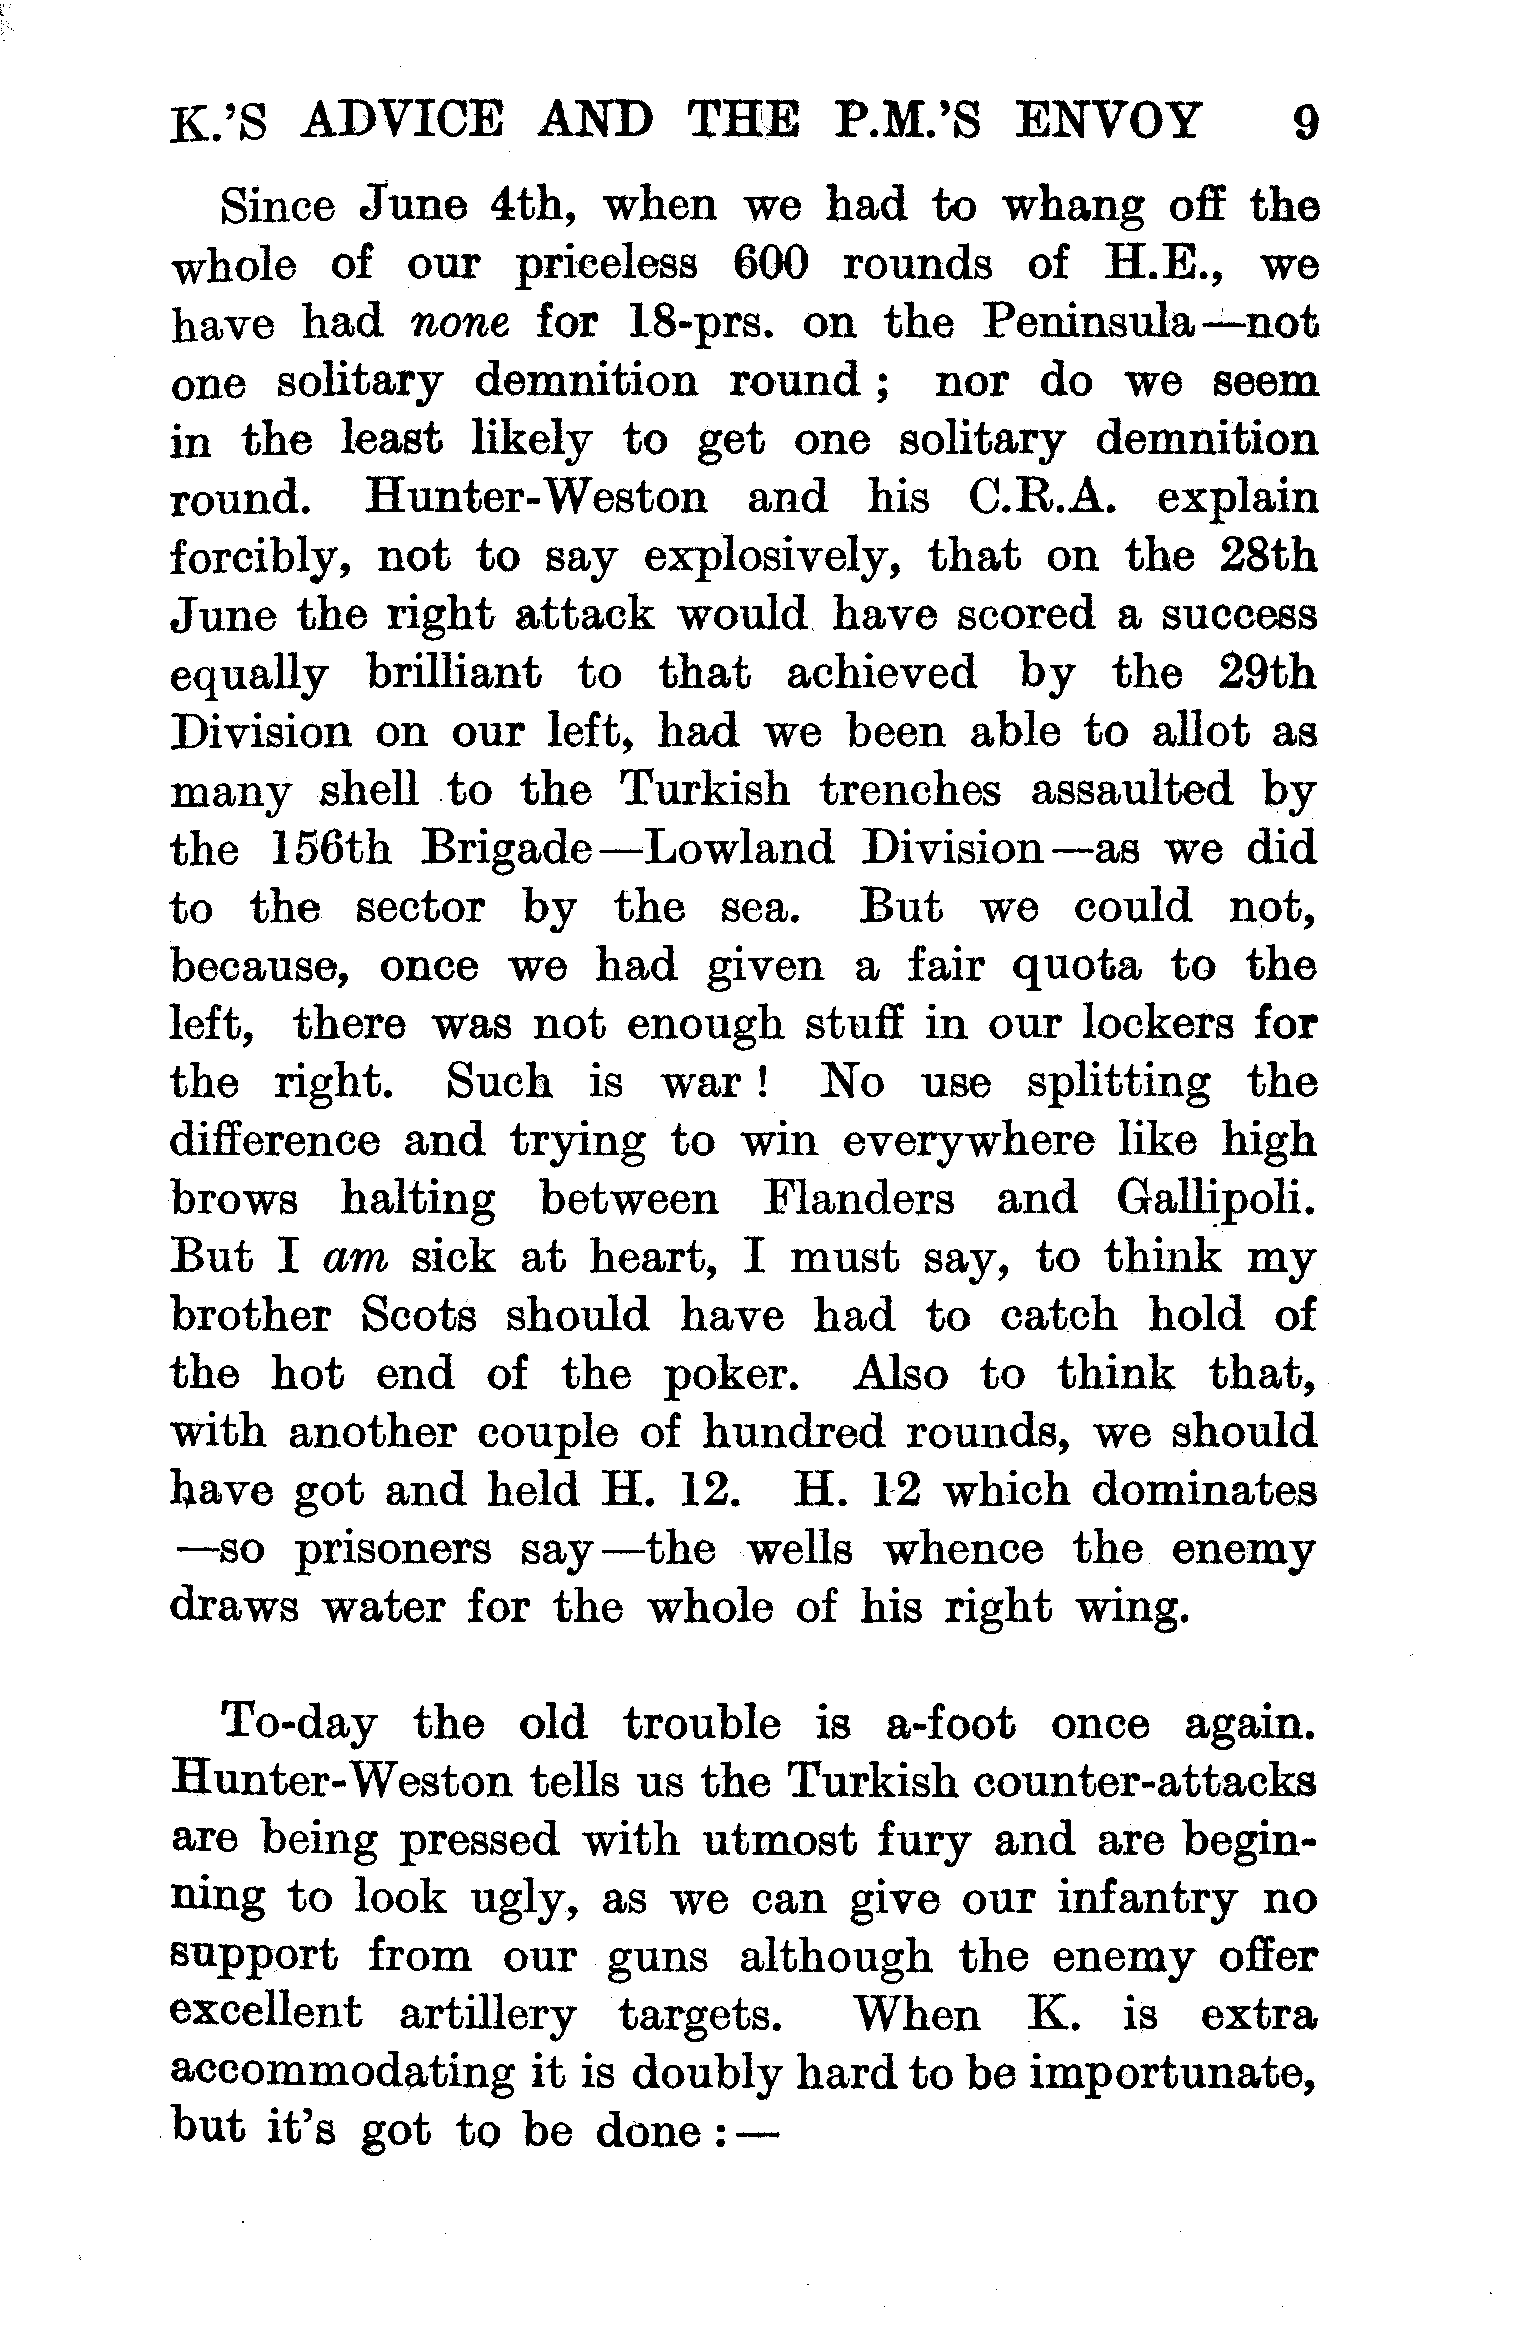 K.'S ADVICE AND THE P.M.'S ENVOY 9
Since June 4th, when we had to whang off the
whole of our priceless 600 rounds of H.E., we
have had none for 18-prs. on the Peninsula—not
one solitary demnition round ; nor do we seem
in the least likely to get one solitary demnition
round. Hunter-Weston and his C.R.A. explain
forcibly, not to say explosively, that on the 28th
June the right attack would have scored a success
equally brilliant to that achieved by the 29th
Division on our left, had we been able to allot as
many shell to the Turkish trenches assaulted by
the 156th Brigade—Lowland Division—as we did
to the sector by the sea. But we could not,
because, once we had given a fair quota to the
left, there was not enough stuff in our lockers for
the right. Such is war ! No use splitting the
difference and trying to win everywhere like high
brows halting between Flanders and Gallipoli.
But I am sick at heart, I must say, to think my
brother Scots should have had to catch hold of
the hot end of the poker. Also to think that,
with another couple of hundred rounds, we should
have got and held H. 12. H. 12 which dominates
—so prisoners say—the wells whence the enemy
draws water for the whole of his right wing.
To-day the old trouble is a-foot once again.
Hunter-Weston tells us the Turkish counter-attacks
are being pressed with utmost fury and are begin-
ning to look ugly, as we can give our infantry no
support from our guns although the enemy offer
excellent artillery targets. When K. is extra
accommodating it is doubly hard to be importunate,
but it's got to be done :—